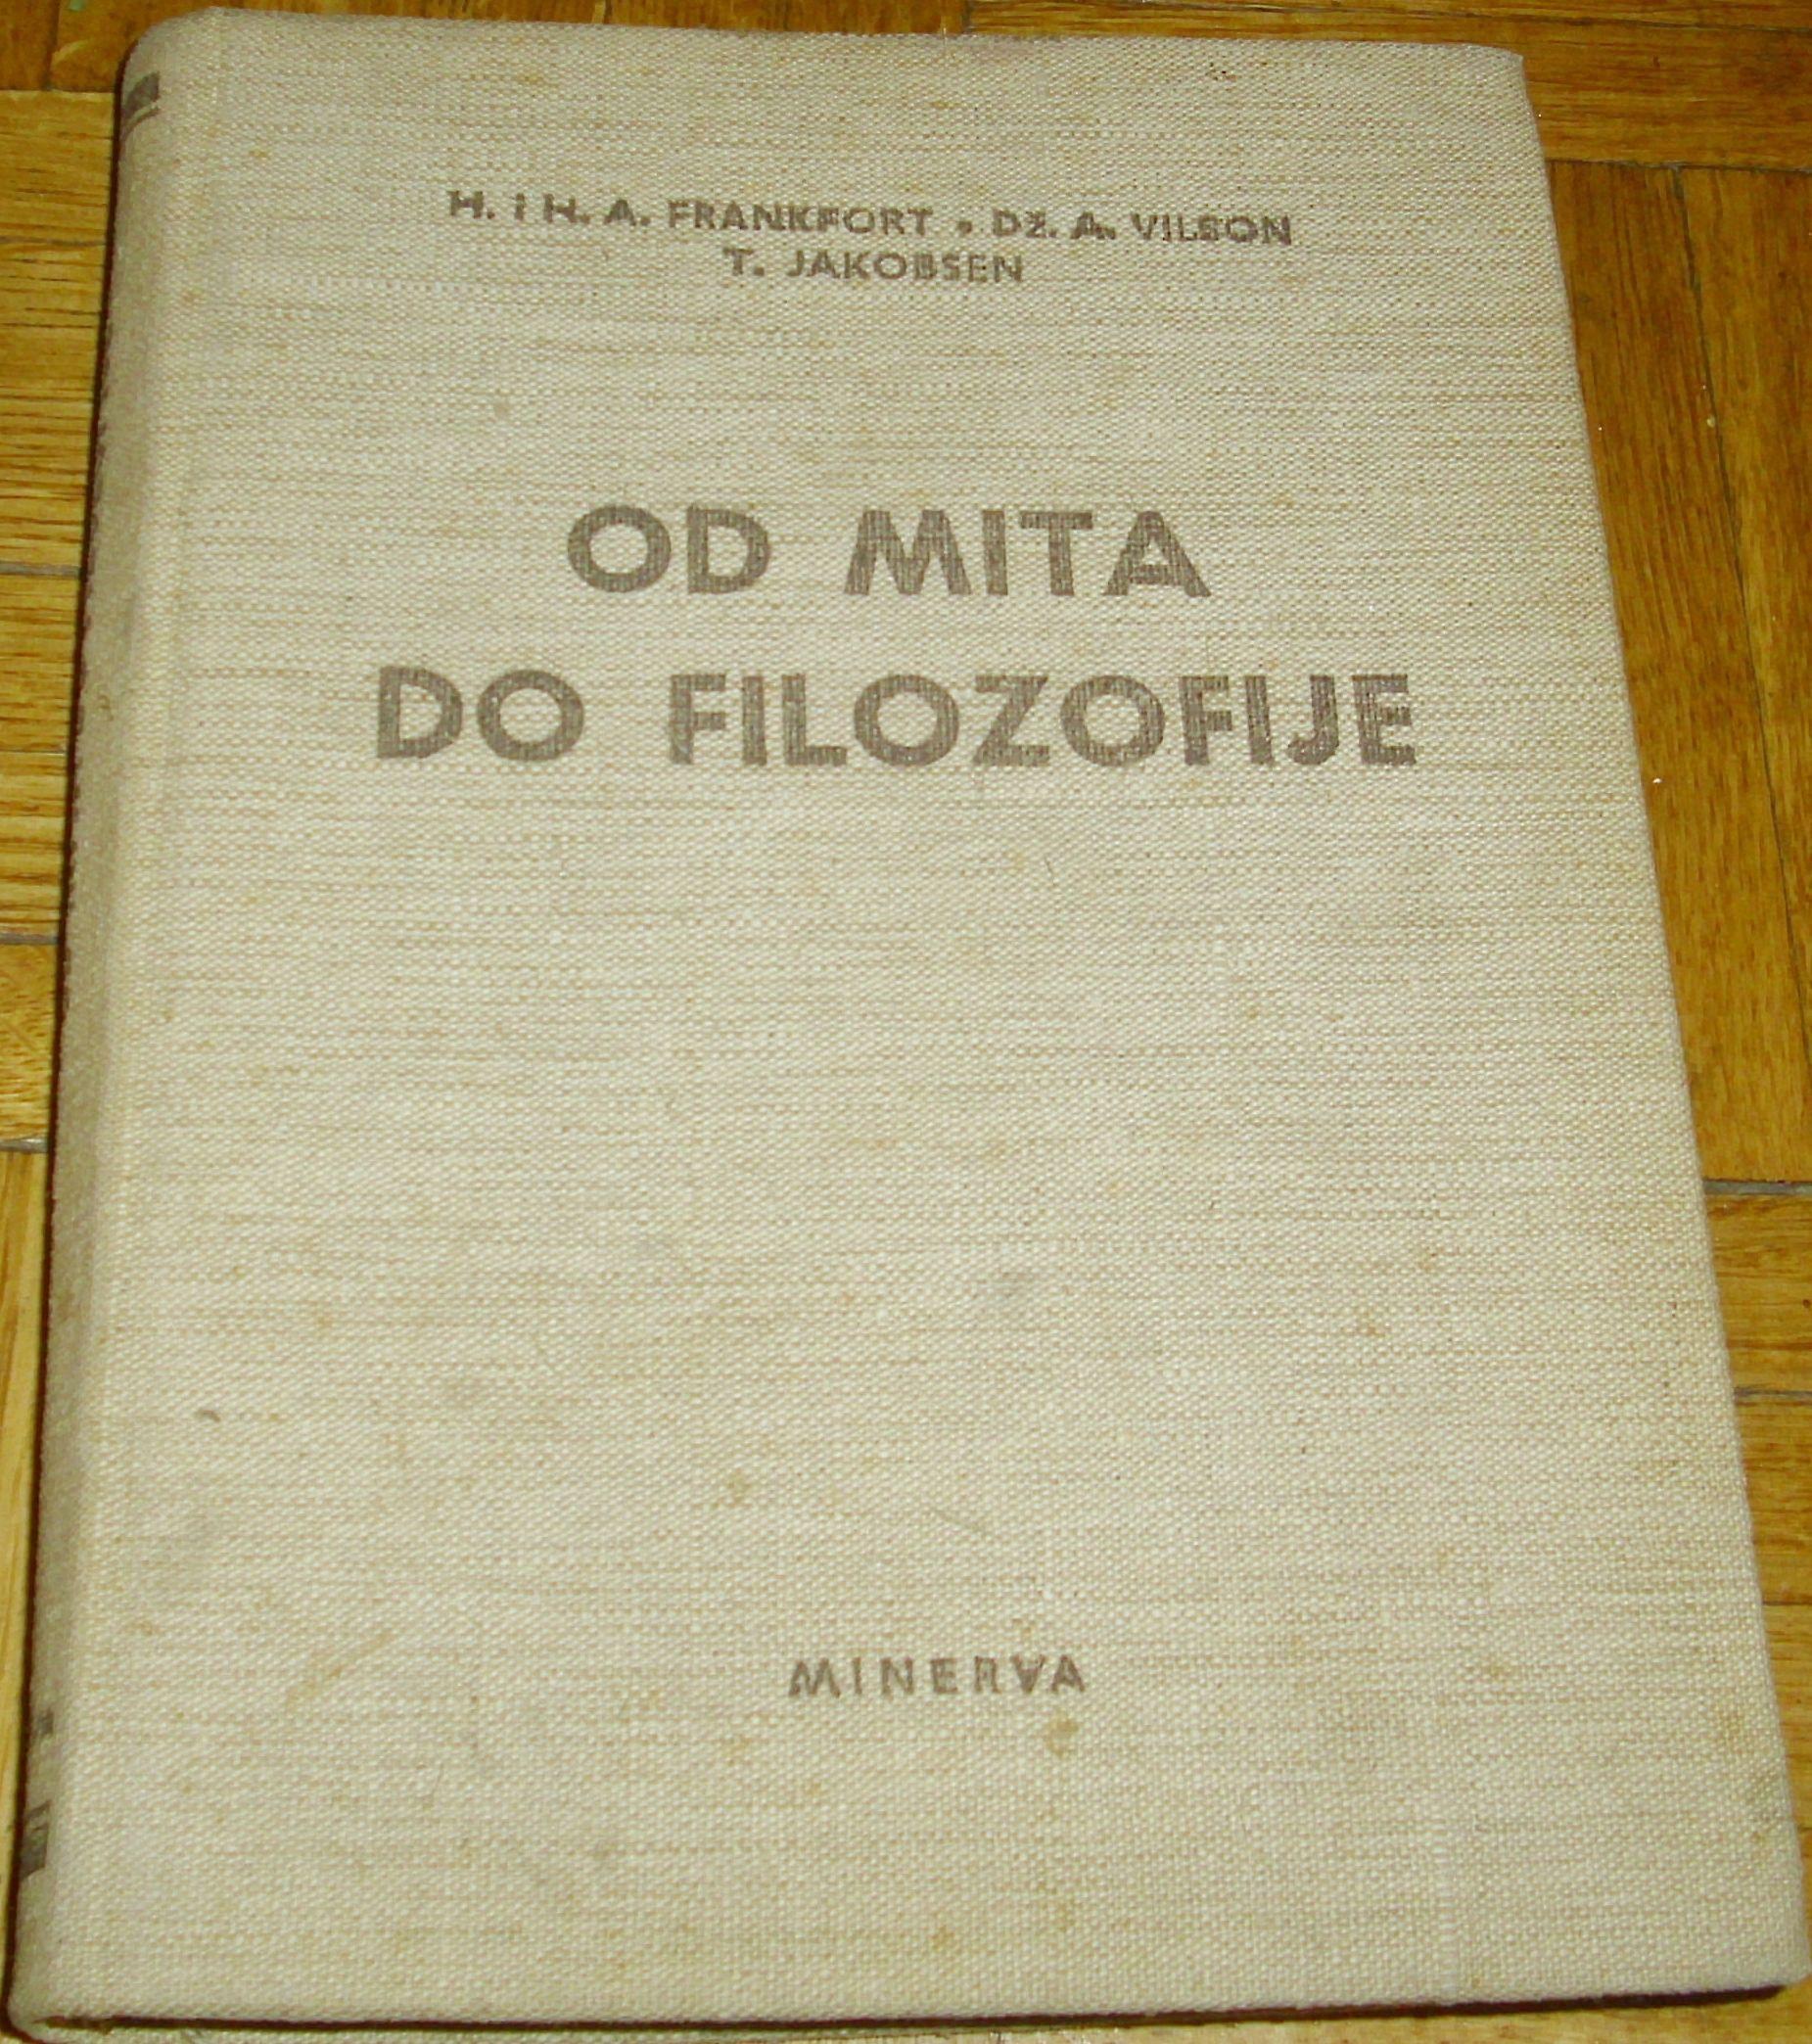 H. i H. A. FRANKFORT • DŽ. A. VILSON
T. JAKOBSEN
OD MITA
DO FILOZOFIJE
MINERVA